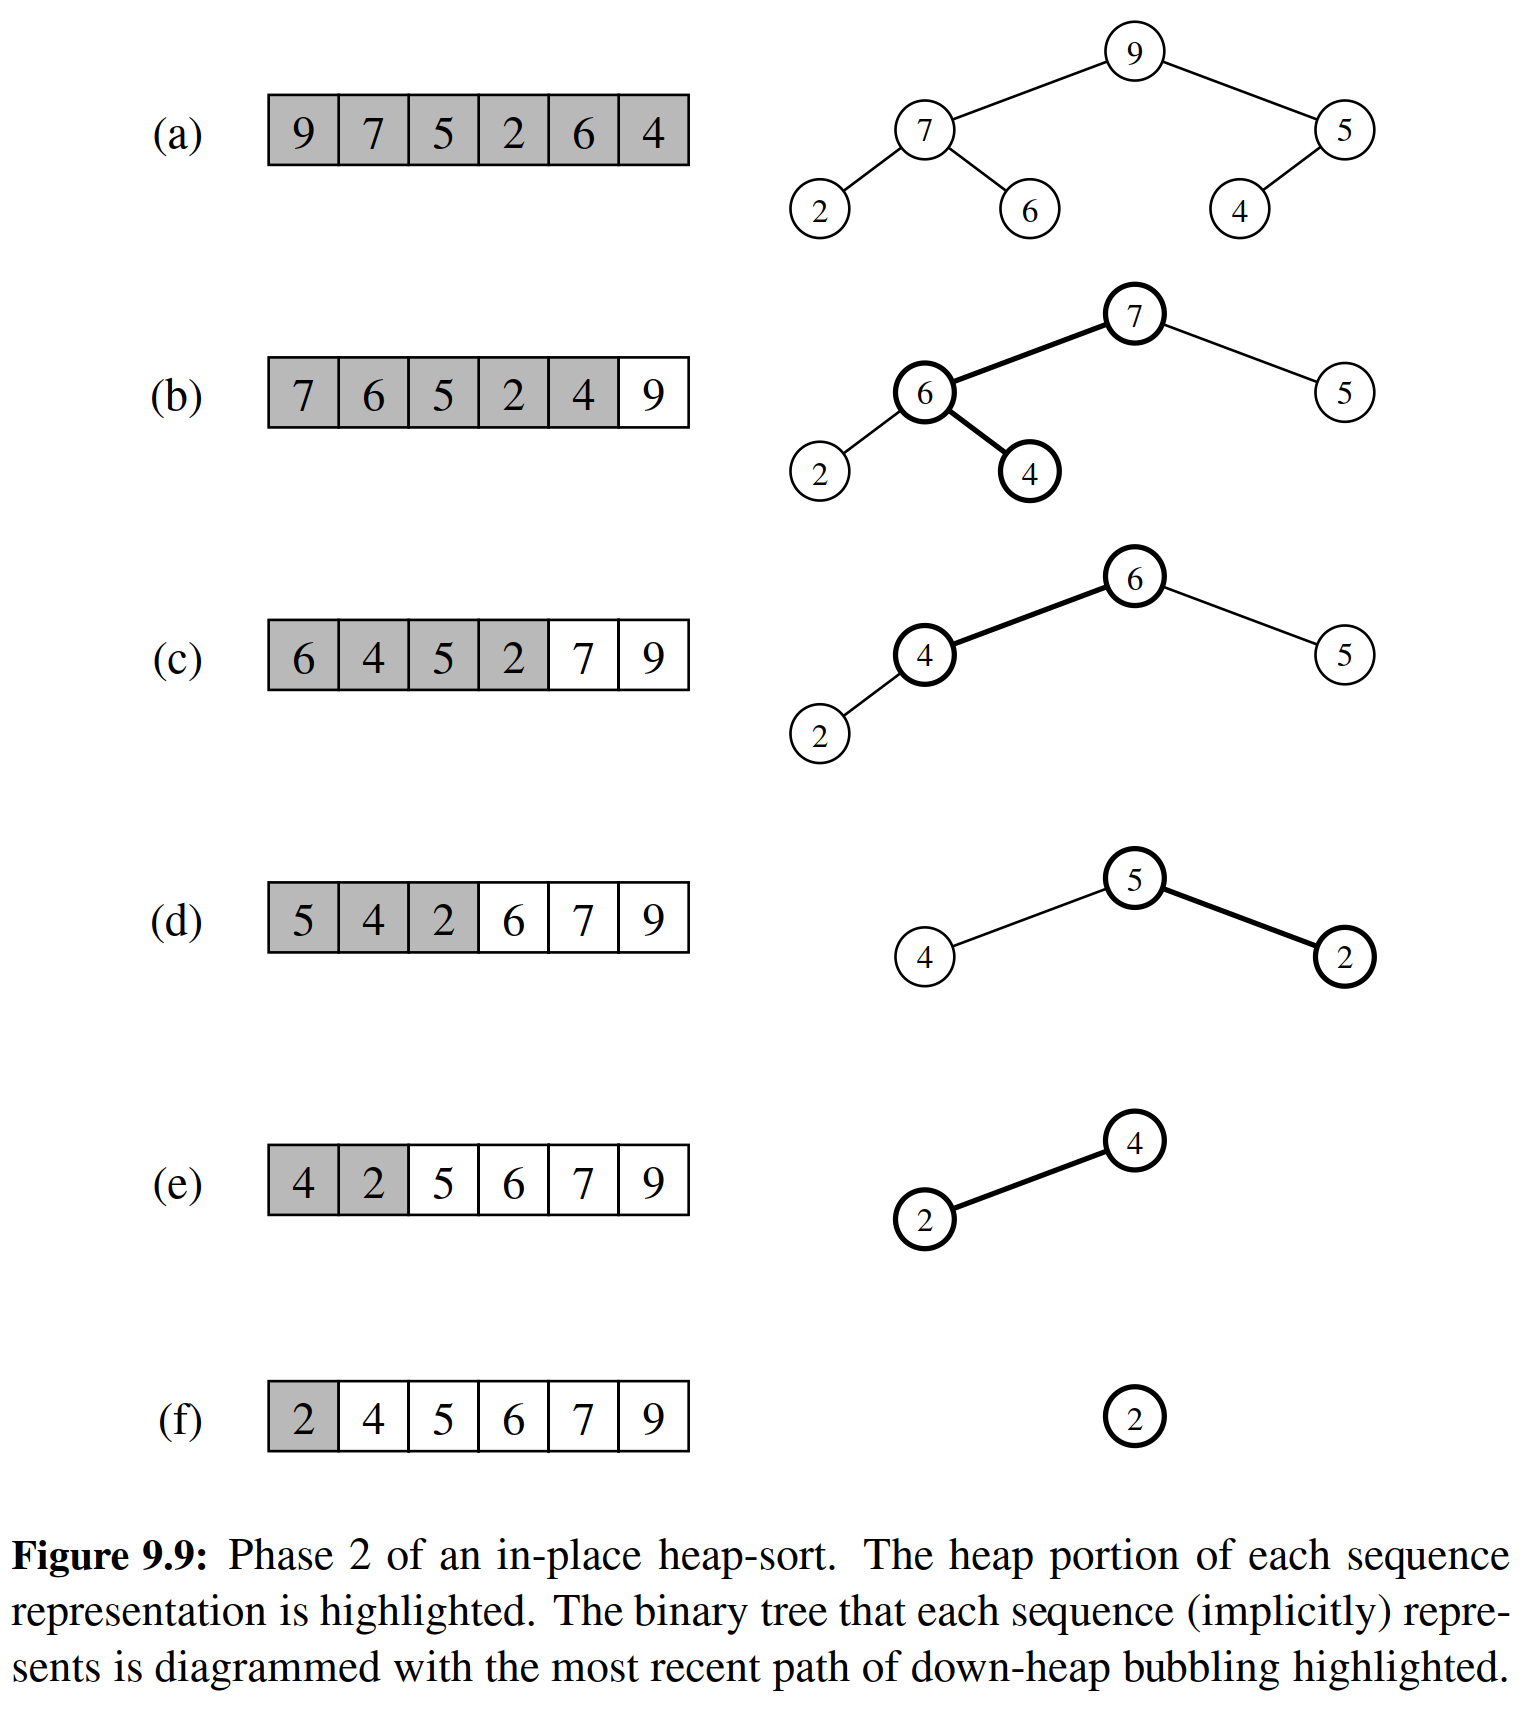 9
(a) 9 7 5 2 6 4
7 5
2 6 4
7
(b) 7 6 5 2 4 9
6 5
2 4
6
(c) 6 4 5 2 7 9
4 5
2
5
(d) 5 4 2 6 7 9
4 2
4
(e) 4 2 5 6 7 9
2
(f) 2 4 5 6 7 9
2
Figure 9.9: Phase 2 of an in-place heap-sort. The heap portion of each sequence
representation is highlighted. The binary tree that each sequence (implicitly) repre-
sents is diagrammed with the most recent path of down-heap bubbling highlighted.